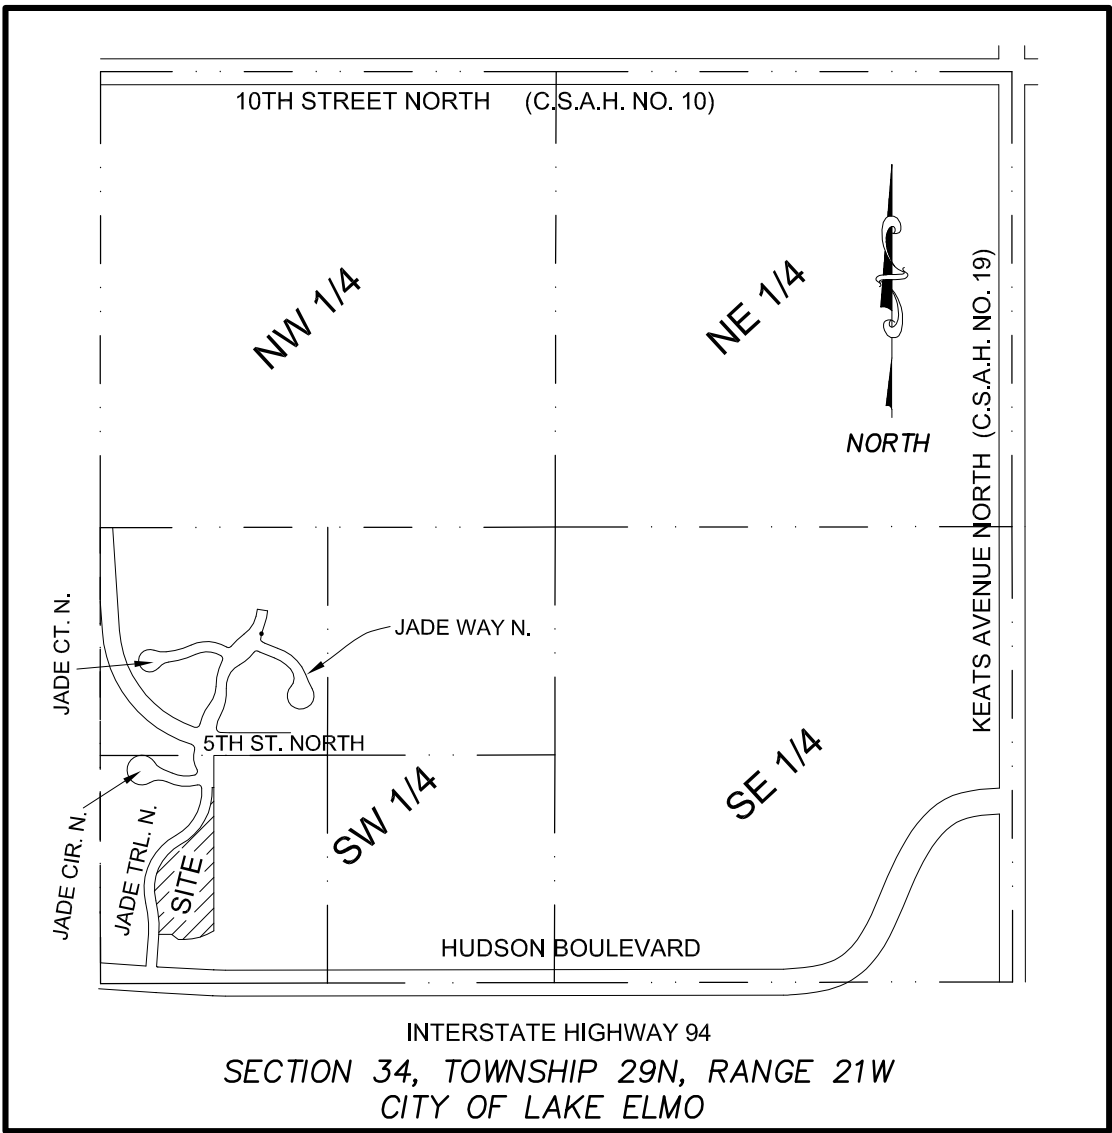 10TH STREET NORTH (C.S.A.H. NO. 10)
NW 1/4
NE 1/4
NORTH
KEATS AVENUE NORTH (C.S.A.H. NO. 19)
JADE CT. N.
JADE WAY N.
5TH ST. NORTH
JADE CIR. N.
JADE TRL. N.
SITE
SW 1/4
SE 1/4
HUDSON BOULEVARD
INTERSTATE HIGHWAY 94
SECTION 34, TOWNSHIP 29N, RANGE 21W
CITY OF LAKE ELMO